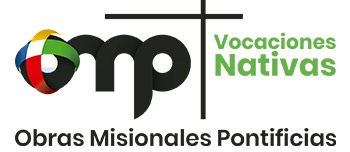 omp
Vocaciones
Nativas
Obras Misionales Pontificias